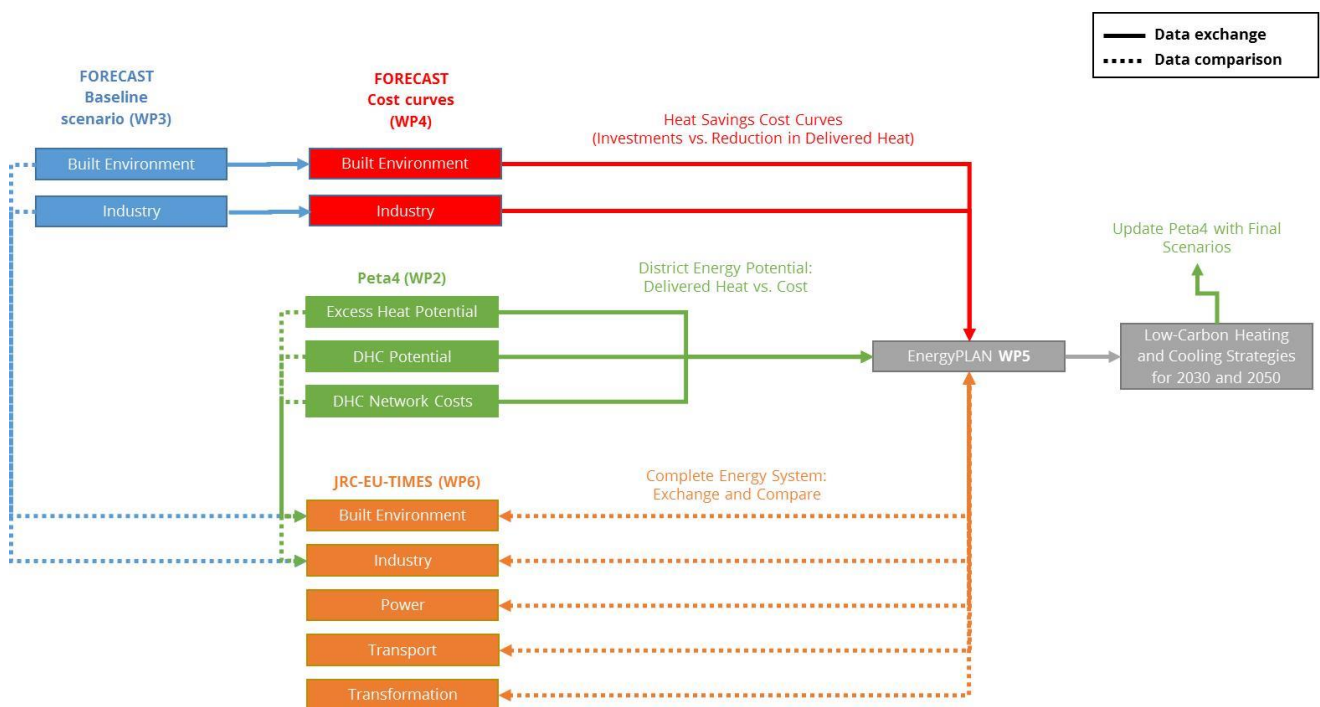 Data exchange
Data comparison
FORECAST
Baseline
scenario (WP3)
Built Environment
Industry
FORECAST
Cost curves
(WP4)
Built Environment
Industry
Heat Savings Cost Curves
(Investments vs. Reduction in Delivered Heat)
Peta4 (WP2)
Excess Heat Potential
DHC Potential
DHC Network Costs
District Energy Potential:
Delivered Heat vs. Cost
EnergyPLAN WP5
Update Peta4 with Final
Scenarios
Low-Carbon Heating
and Cooling Strategies
for 2030 and 2050
JRC-EU-TIMES (WP6)
Built Environment
Industry
Power
Transport
Transformation
Complete Energy System:
Exchange and Compare